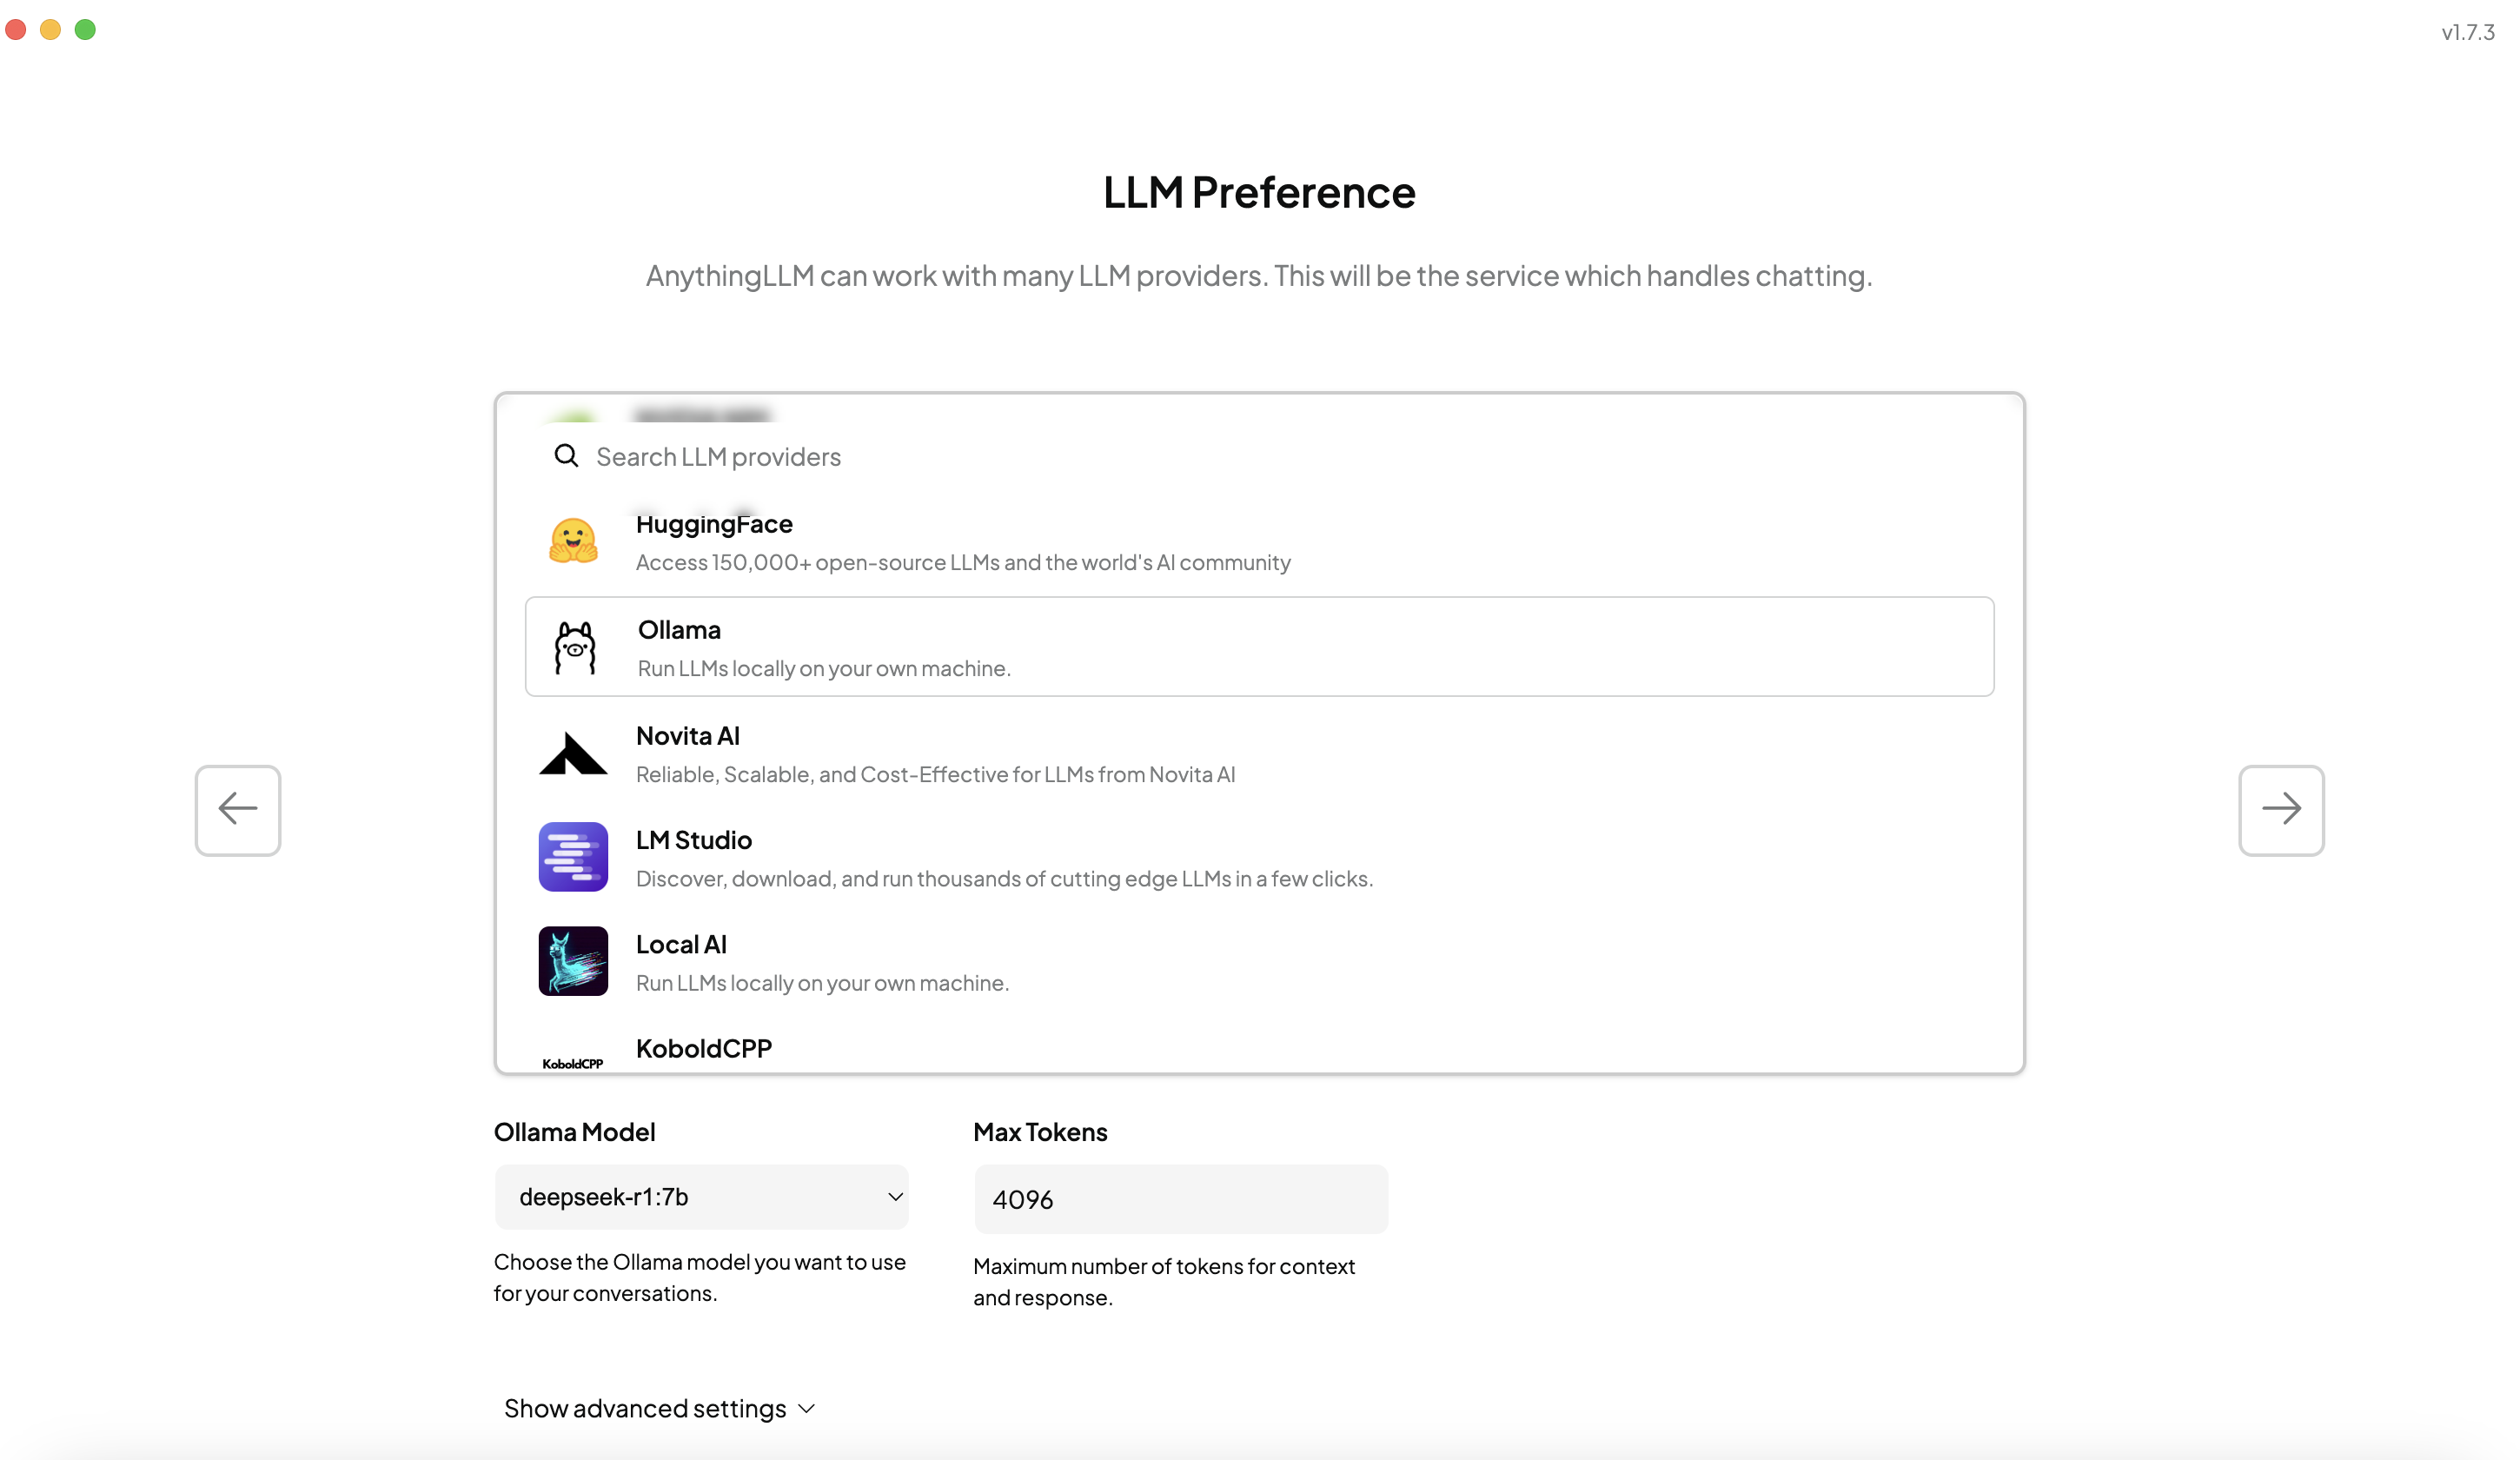 v1.7.3
LLM Preference
AnythingLLM can work with many LLM providers. This will be the service which handles chatting.
Search LLM providers
HuggingFace
Access 150,000+ open-source LLMs and the world's AI community
Ollama
Run LLMs locally on your own machine.
Novita AI
Reliable, Scalable, and Cost-Effective for LLMs from Novita AI
LM Studio
Discover, download, and run thousands of cutting edge LLMs in a few clicks.
Local AI
Run LLMs locally on your own machine.
KoboldCPP
KoboldCPP
Ollama Model
Max Tokens
deepseek-r1:7b
4096
Choose the Ollama model you want to use
for your conversations.
Maximum number of tokens for context
and response.
Show advanced settings